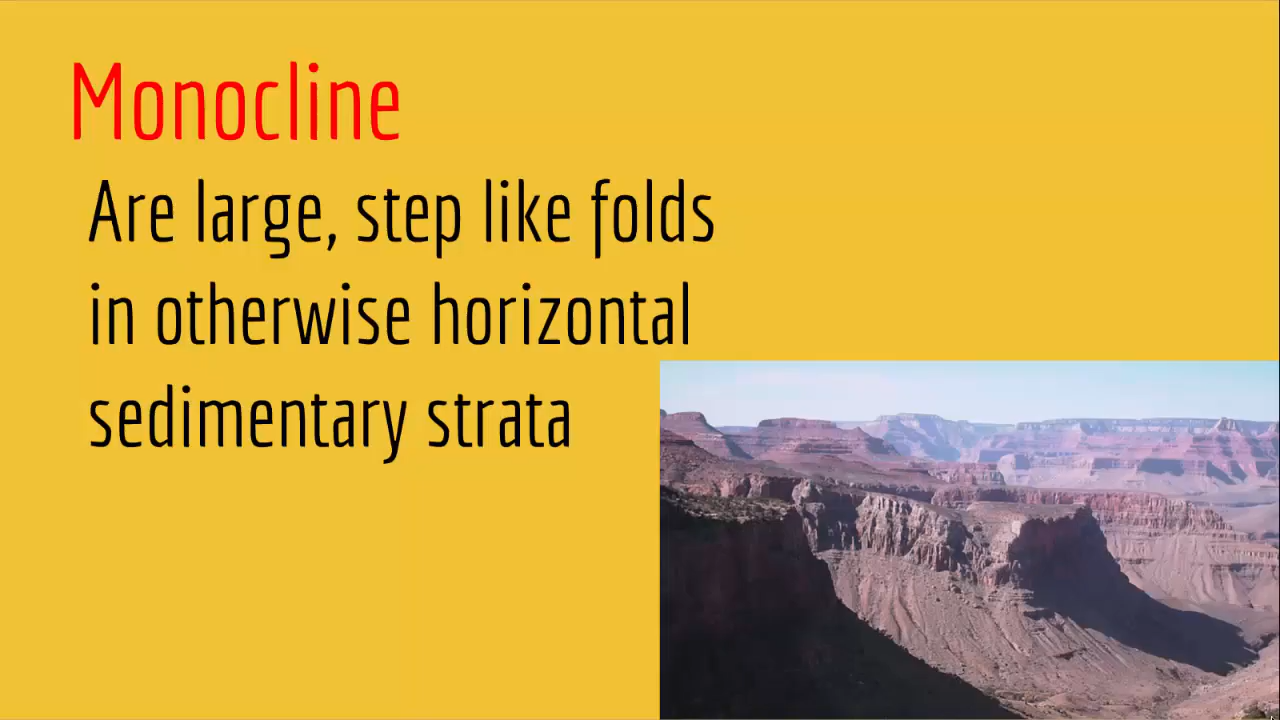 Monocline
Are large, step like folds
in otherwise horizontal
sedimentary strata